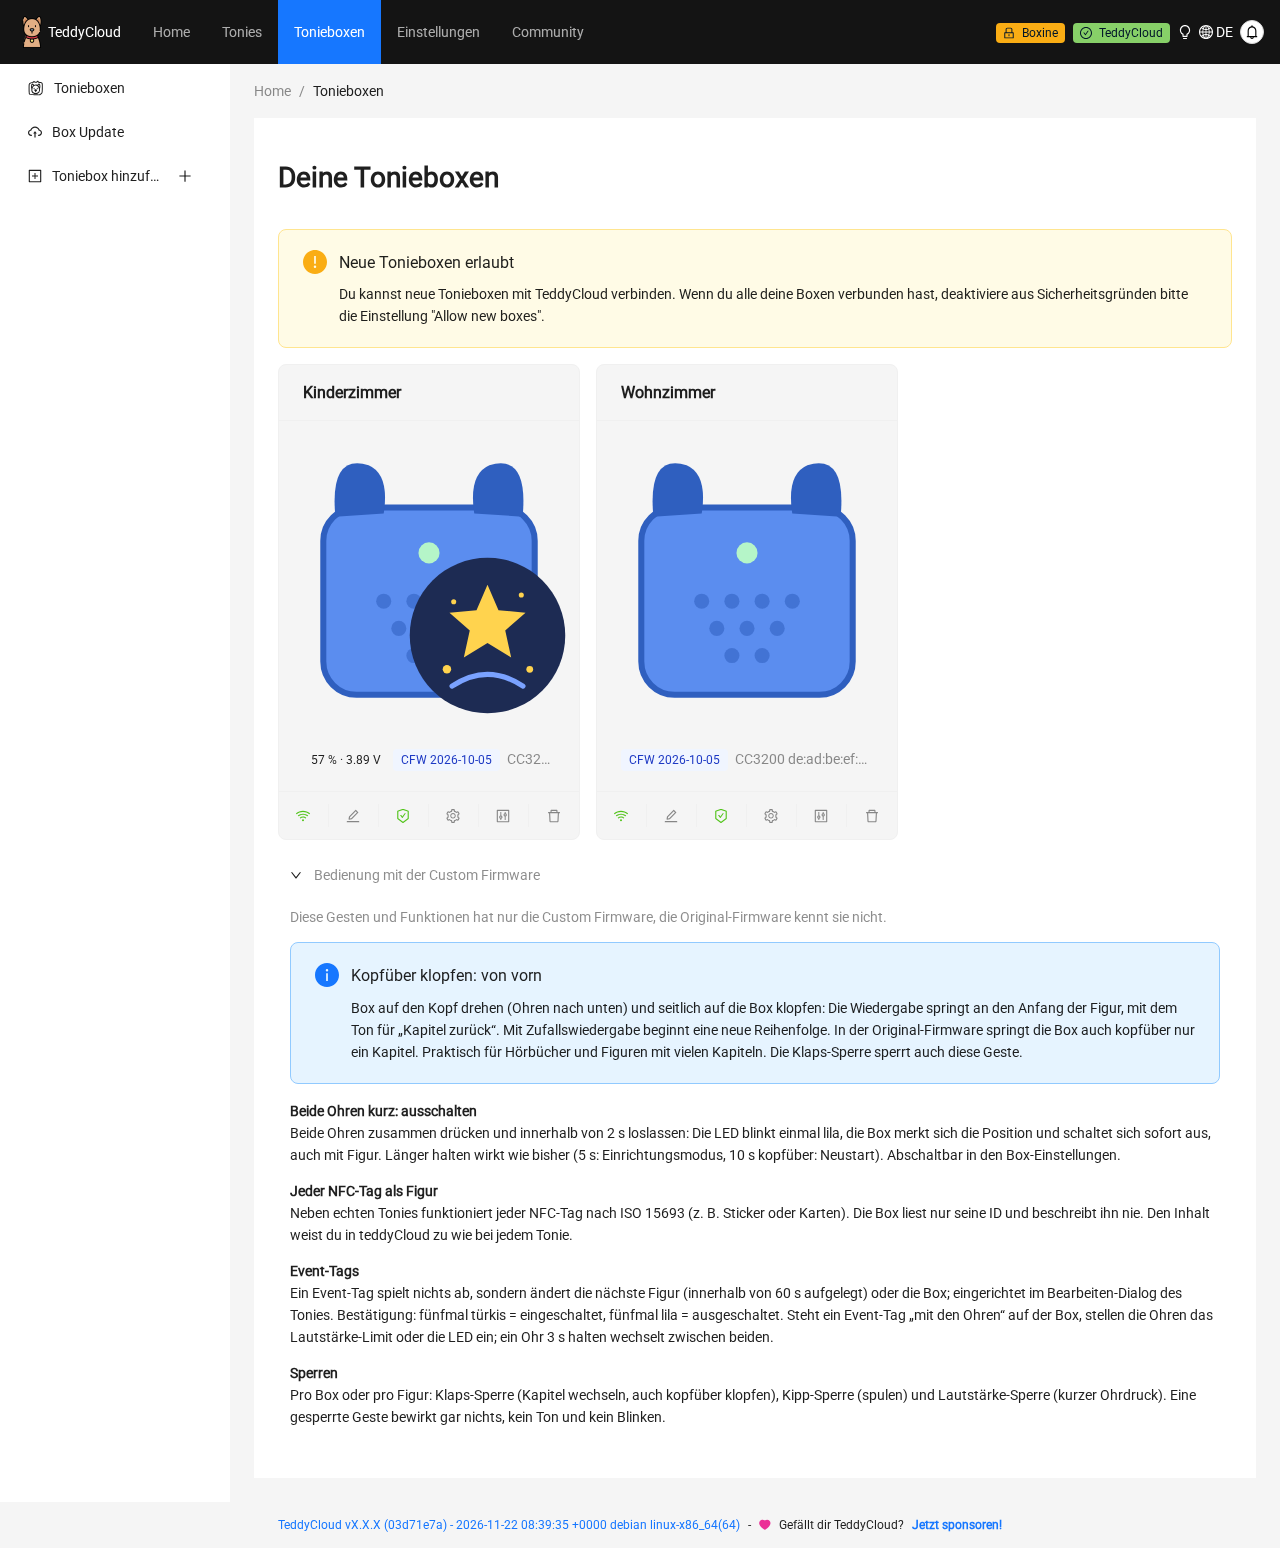 TeddyCloud
Home
Tonies
Tonieboxen
Einstellungen
Community
Boxine
TeddyCloud
DE
Tonieboxen
Box Update
Toniebox hinzuf...
Home / Tonieboxen
Deine Tonieboxen
Neue Tonieboxen erlaubt
Du kannst neue Tonieboxen mit TeddyCloud verbinden. Wenn du alle deine Boxen verbunden hast, deaktiviere aus Sicherheitsgründen bitte
die Einstellung "Allow new boxes".
Kinderzimmer
57 % · 3.89 V
CFW 2026-10-05
CC32...
Wohnzimmer
CFW 2026-10-05
CC3200 de:ad:be:ef:...
Bedienung mit der Custom Firmware
Diese Gesten und Funktionen hat nur die Custom Firmware, die Original-Firmware kennt sie nicht.
Kopfüber klopfen: von vorn
Box auf den Kopf drehen (Ohren nach unten) und seitlich auf die Box klopfen: Die Wiedergabe springt an den Anfang der Figur, mit dem
Ton für „Kapitel zurück“. Mit Zufallswiedergabe beginnt eine neue Reihenfolge. In der Original-Firmware springt die Box auch kopfüber nur
ein Kapitel. Praktisch für Hörbücher und Figuren mit vielen Kapiteln. Die Klaps-Sperre sperrt auch diese Geste.
Beide Ohren kurz: ausschalten
Beide Ohren zusammen drücken und innerhalb von 2 s loslassen: Die LED blinkt einmal lila, die Box merkt sich die Position und schaltet sich sofort aus,
auch mit Figur. Länger halten wirkt wie bisher (5 s: Einrichtungsmodus, 10 s kopfüber: Neustart). Abschaltbar in den Box-Einstellungen.
Jeder NFC-Tag als Figur
Neben echten Tonies funktioniert jeder NFC-Tag nach ISO 15693 (z. B. Sticker oder Karten). Die Box liest nur seine ID und beschreibt ihn nie. Den Inhalt
weist du in teddyCloud zu wie bei jedem Tonie.
Event-Tags
Ein Event-Tag spielt nichts ab, sondern ändert die nächste Figur (innerhalb von 60 s aufgelegt) oder die Box; eingerichtet im Bearbeiten-Dialog des
Tonies. Bestätigung: fünfmal türkis = eingeschaltet, fünfmal lila = ausgeschaltet. Steht ein Event-Tag „mit den Ohren“ auf der Box, stellen die Ohren das
Lautstärke-Limit oder die LED ein; ein Ohr 3 s halten wechselt zwischen beiden.
Sperren
Pro Box oder pro Figur: Klaps-Sperre (Kapitel wechseln, auch kopfüber klopfen), Kipp-Sperre (spulen) und Lautstärke-Sperre (kurzer Ohrdruck). Eine
gesperrte Geste bewirkt gar nichts, kein Ton und kein Blinken.
TeddyCloud vX.X.X (03d71e7a) - 2026-11-22 08:39:35 +0000 debian linux-x86_64(64) - Gefällt dir TeddyCloud? Jetzt sponsoren!